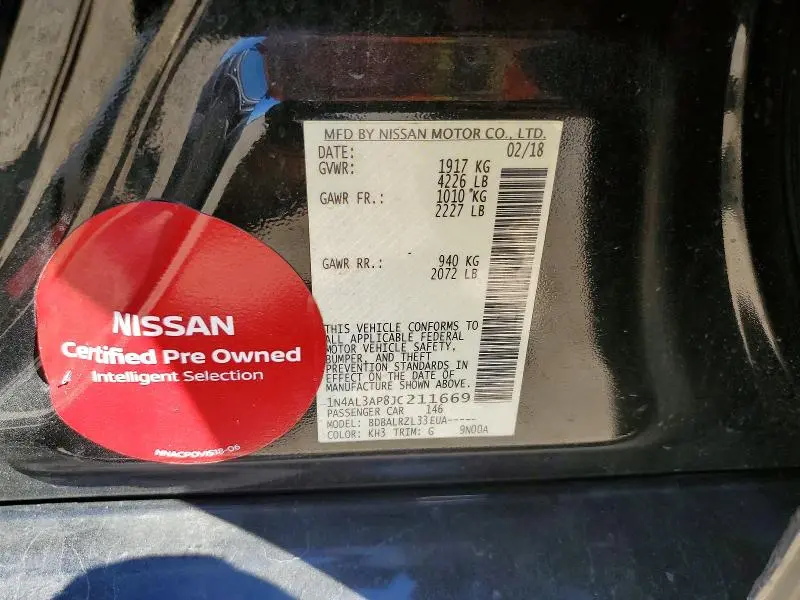 MFD BY NISSAN MOTOR CO., LTD.
DATE: 02/18
GVWR: 1917 KG
4226 LB
GAWR FR.: 1010 KG
2227 LB
GAWR RR.: 940 KG
2072 LB
THIS VEHICLE CONFORMS TO
ALL APPLICABLE FEDERAL
MOTOR VEHICLE SAFETY,
BUMPER, AND THEFT
PREVENTION STANDARDS IN
EFFECT ON THE DATE OF
MANUFACTURE SHOWN ABOVE.
1N4AL3AP8JC211669
PASSENGER CAR 146
MODEL: BDBALRZL33EUA-----
COLOR: KH3 TRIM: G 9N00A
NISSAN
Certified Pre Owned
Intelligent Selection
NNACPOVIS18-06